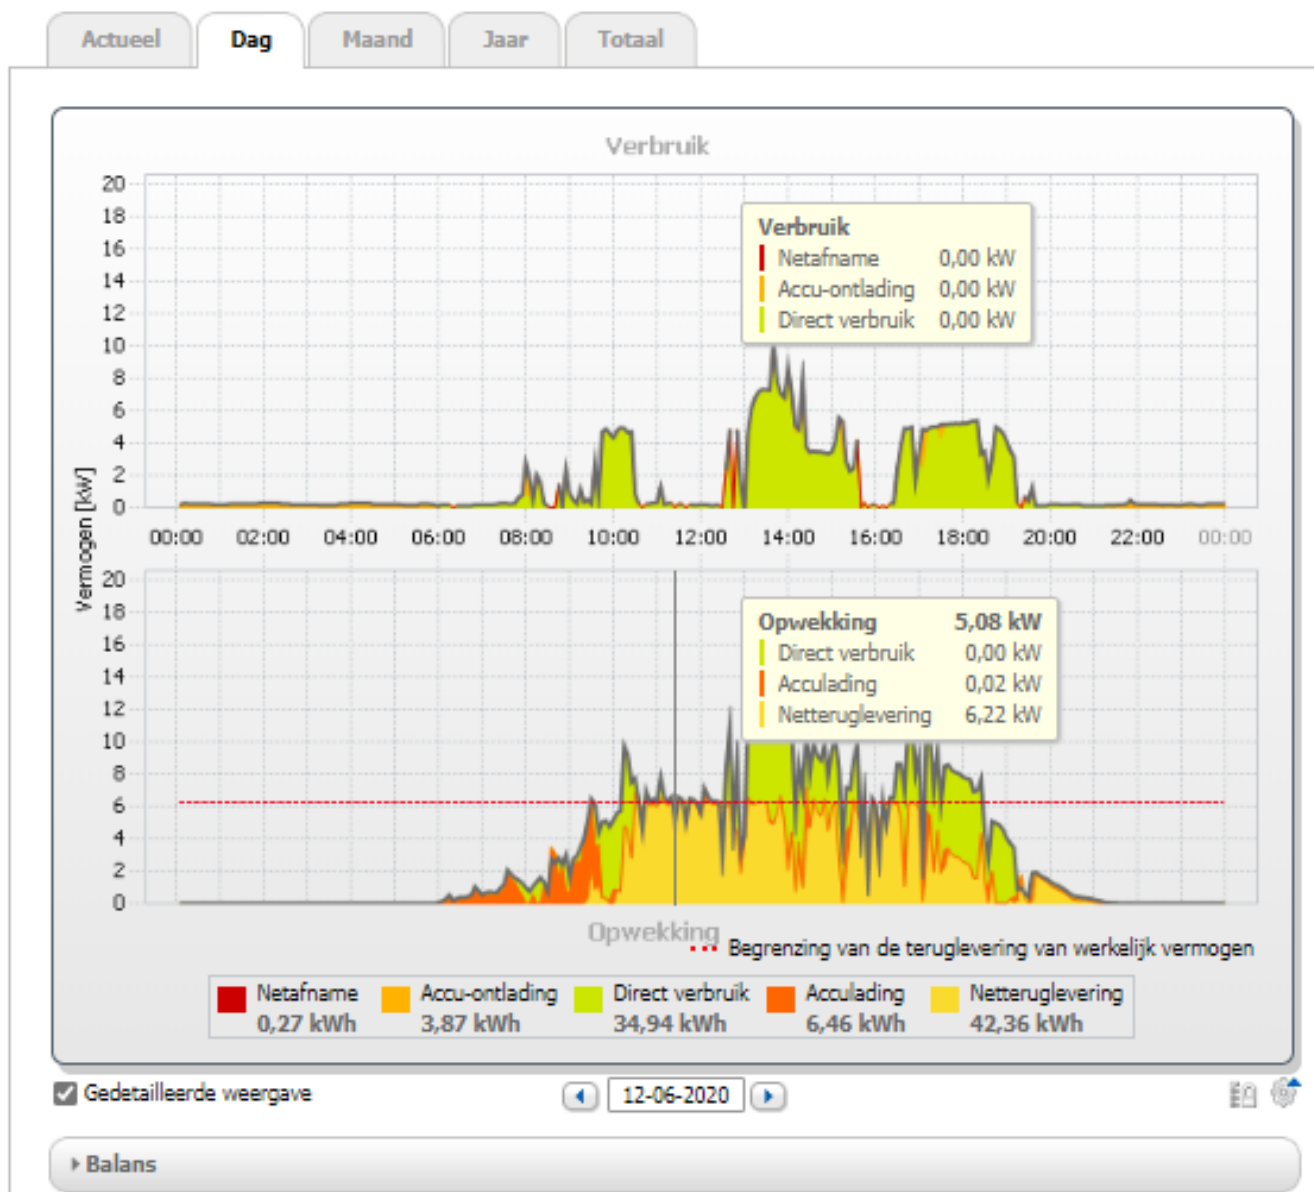 Actueel Dag Maand Jaar Totaal
Verbruik
20
18
16
14
12
10
8
6
4
2
0
Verbruik
Netafname 0,00 kW
Accu-ontlading 0,00 kW
Direct verbruik 0,00 kW
Vermogen [kW]
00:00 02:00 04:00 06:00 08:00 10:00 12:00 14:00 16:00 18:00 20:00 22:00 00:00
20
18
16
14
12
10
8
6
4
2
0
Opwekking 5,08 kW
Direct verbruik 0,00 kW
Acculading 0,02 kW
Netteruglevering 6,22 kW
Opwekking
Begrenzing van de teruglevering van werkelijk vermogen
Netafname Accu-ontlading Direct verbruik Acculading Netteruglevering
0,27 kWh 3,87 kWh 34,94 kWh 6,46 kWh 42,36 kWh
Gedetailleerde weergave 12-06-2020
Balans